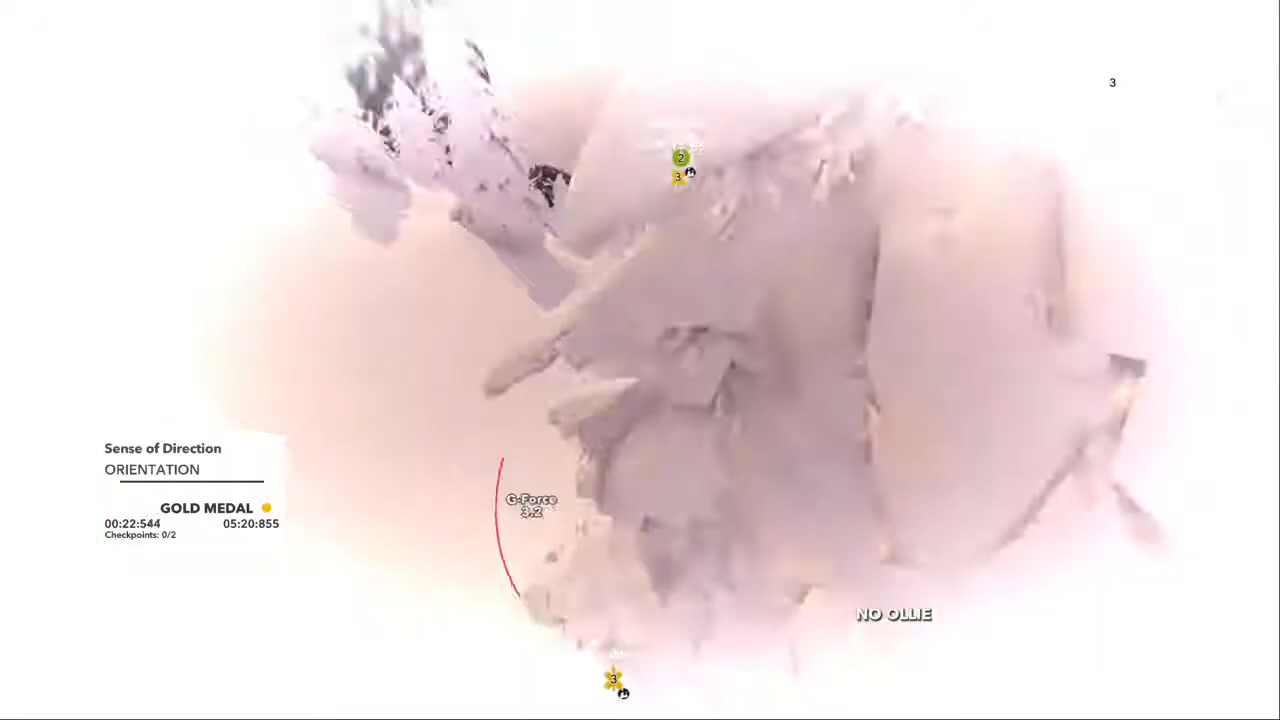 3
2
3
Sense of Direction
ORIENTATION
GOLD MEDAL
00:22:544 05:20:855
Checkpoints: 0/2
G-Force
3.2
NO OLLIE
3